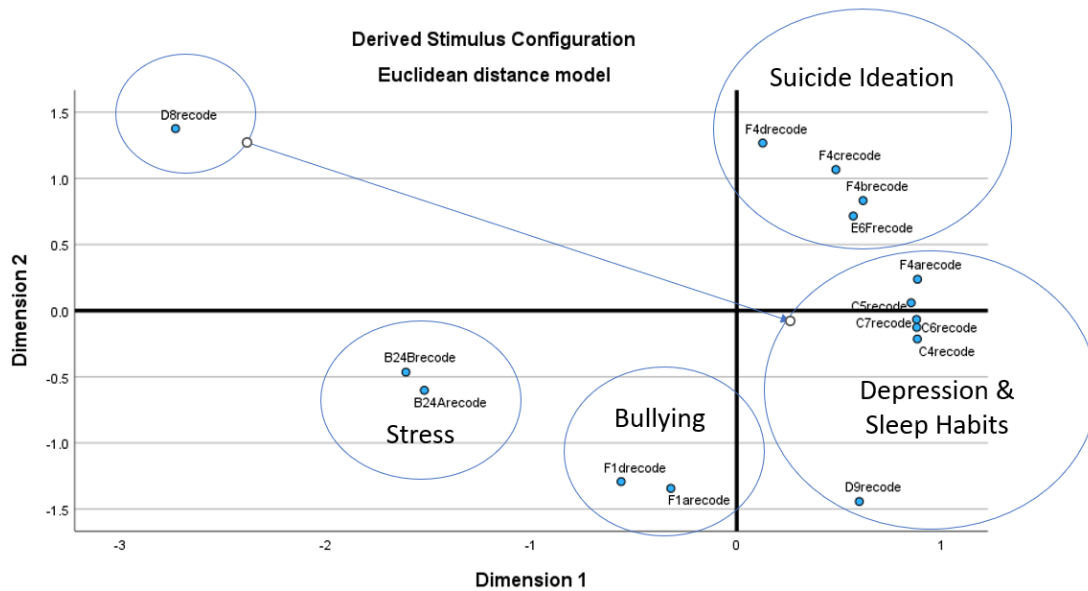 Derived Stimulus Configuration
Euclidean distance model
Suicide Ideation
D8recode
F4drecode
F4crecode
F4brecode
E6Frecode
F4arecode
C5recode
C7recode
C6recode
C4recode
B24Brecode
B24Arecode
Stress
Bullying
Depression &
Sleep Habits
F1drecode
F1arecode
D9recode
Dimension 2
1.5
1.0
0.5
0.0
-0.5
-1.0
-1.5
-3
-2
-1
0
1
Dimension 1